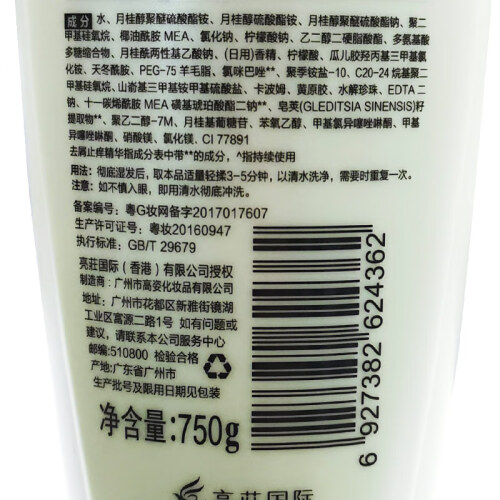 成分 水、月桂醇聚醚硫酸酯铵、月桂醇硫酸酯铵、月桂醇聚醚硫酸酯钠、聚二
甲基硅氧烷、椰油酰胺 MEA、氯化钠、柠檬酸钠、乙二醇二硬脂酸酯、多氨基
多糖缩合物、月桂酰两性基乙酸钠、(日用)香精、柠檬酸、瓜儿胶羟丙基三甲基氯
化铵、天冬酰胺、PEG-75 羊毛脂、氯咪巴唑**、聚季铵盐-10、C20-24 烷基聚二
甲基硅氧烷、山嵛基三甲基铵甲基硫酸盐、卡波姆、黄原胶、水解珍珠、EDTA 二
钠、十一碳烯酰胺 MEA 磺基琥珀酸酯二钠**、皂荚(GLEDITSIA SINENSIS)籽
提取物^、聚乙二醇-7M、月桂基葡糖苷、苯氧乙醇、甲基氯异噻唑啉酮、甲基
异噻唑啉酮、硝酸镁、氯化镁、CI 77891
去屑止痒精华指成分表中带**的成分，^指持续使用
用法：彻底湿发后，取本品适量轻揉3-5分钟，以清水洗净，需要时重复一次。
注意：如不慎入眼，即用清水彻底冲洗。
备案编号：粤G妆网备字2017017607
生产许可证号：粤妆20160947
执行标准：GB/T 29679
亮莊国际（香港）有限公司授权
制造商：广州市高姿化妆品有限公司
地址：广州市花都区新雅街镜湖
工业区富源二路1号 如有问题或
建议，请联系本公司服务中心
邮编：510800 检验合格
产地：广东省广州市
生产批号及限用日期见包装
净含量：750g
6 927382 624362
亮莊国际